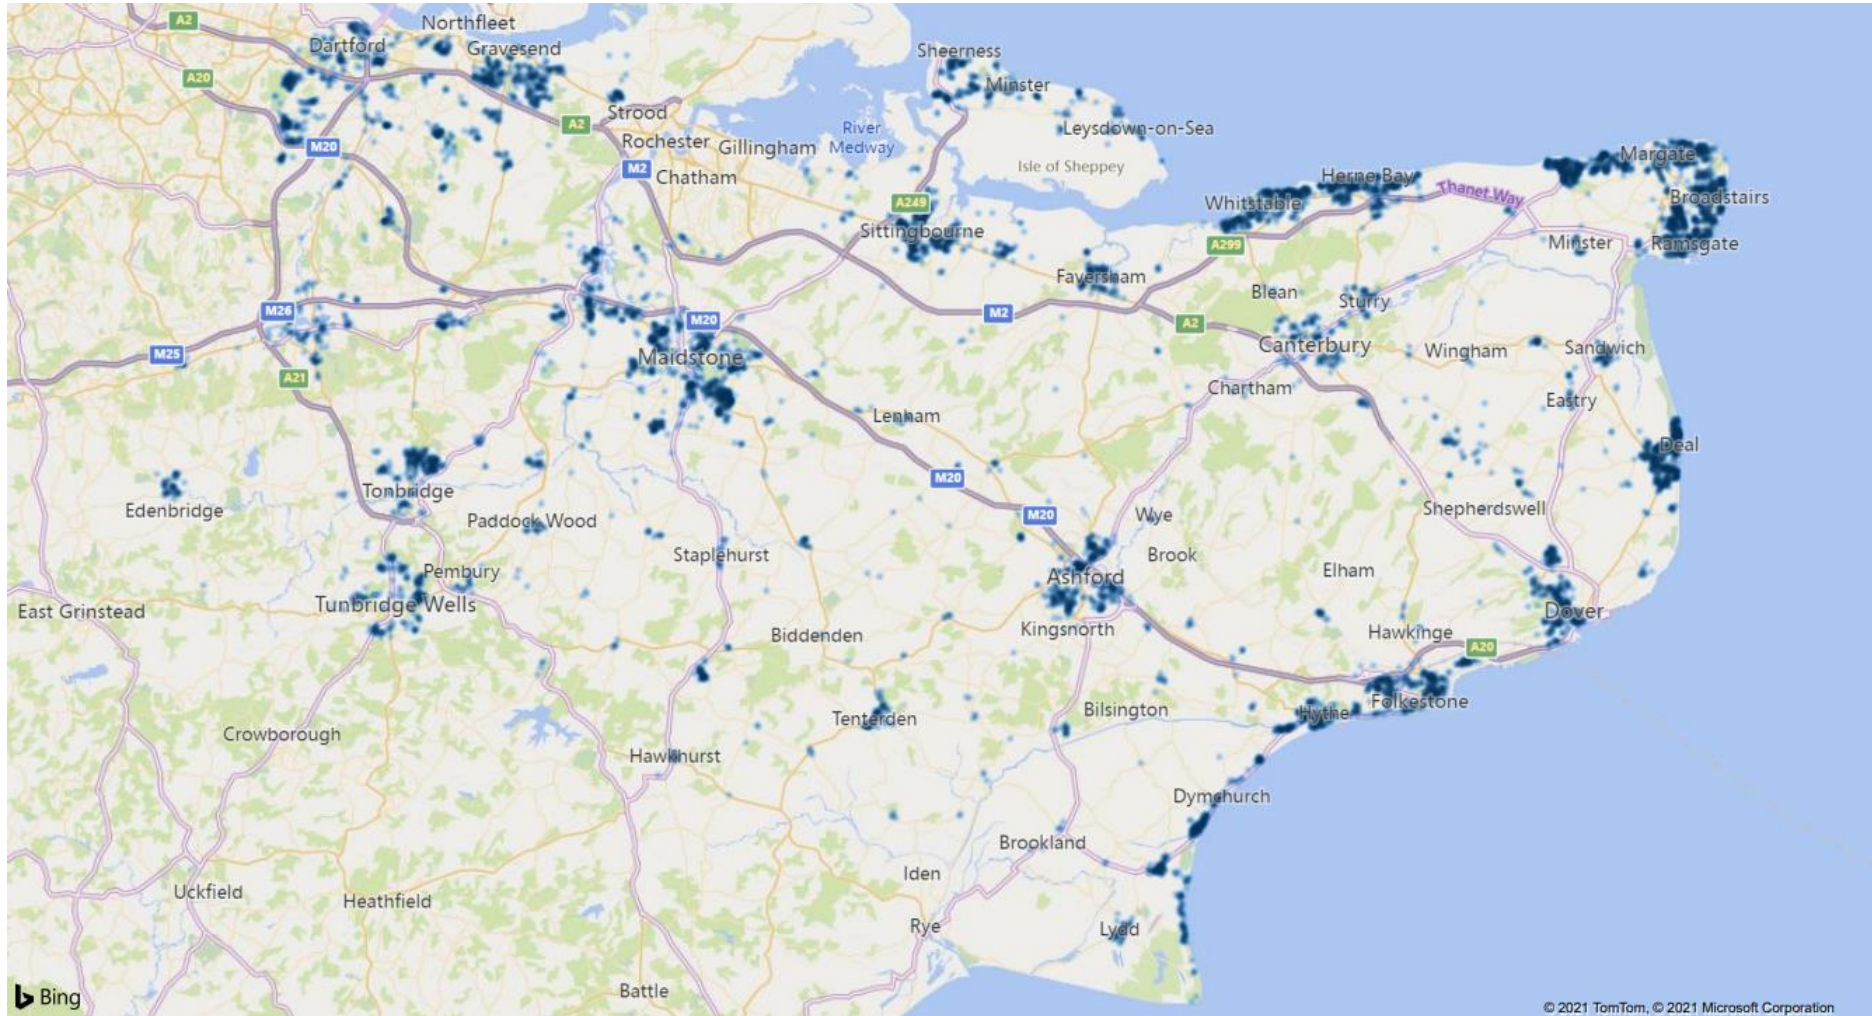 A2
Northfleet
Dartford
Gravesend
Sheerness
A20
Minster
Strood
A2
Leysdown-on-Sea
River
Medway
Rochester
Gillingham
M20
Margate
M2
Chatham
Isle of Sheppey
Herne Bay
Thanet Way
Broadstairs
A249
Whitstable
Sittingbourne
A299
Minster
Ramsgate
Faversham
Blean
Sturry
M26
M2
M20
A2
Canterbury
Wingham
Sandwich
M25
Maidstone
A21
Chartham
Eastry
Lenham
Deal
M20
Tonbridge
Edenbridge
Shepherdswell
M20
Wye
Paddock Wood
Staplehurst
Brook
Pembury
Ashford
Elham
Tunbridge Wells
East Grinstead
Dover
Kingsnorth
Biddenden
Hawkinge
A20
Folkestone
Bilsington
Hythe
Tenterden
Crowborough
Hawkhurst
Dymchurch
Brookland
Iden
Uckfield
Heathfield
Rye
Lydd
Battle
Bing
© 2021 TomTom, © 2021 Microsoft Corporation